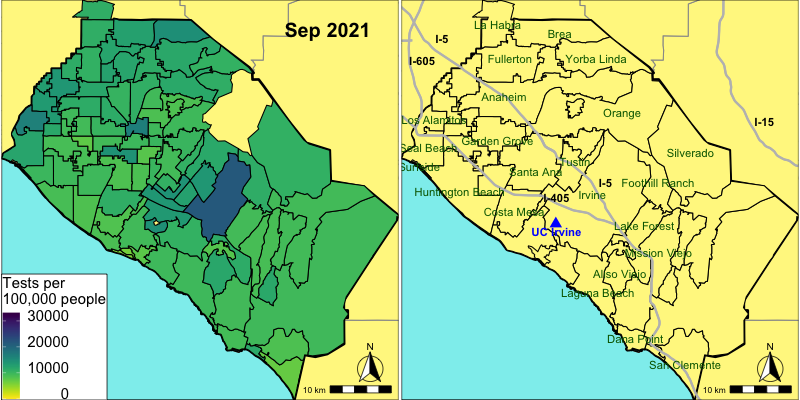 Sep 2021
Tests per
100,000 people
30000
20000
10000
0
N
10 km
La Habra
Brea
I-5
I-605
Fullerton
Yorba Linda
Anaheim
Orange
I-15
Los Alamitos
Garden Grove
Seal Beach
Silverado
Tustin
Sunside
Santa Ana
I-5
Foothill Ranch
Huntington Beach
I-405
Irvine
Costa Mesa
UC Irvine
Lake Forest
Mission Viejo
Aliso Viejo
Laguna Beach
Dana Point
San Clemente
N
10 km